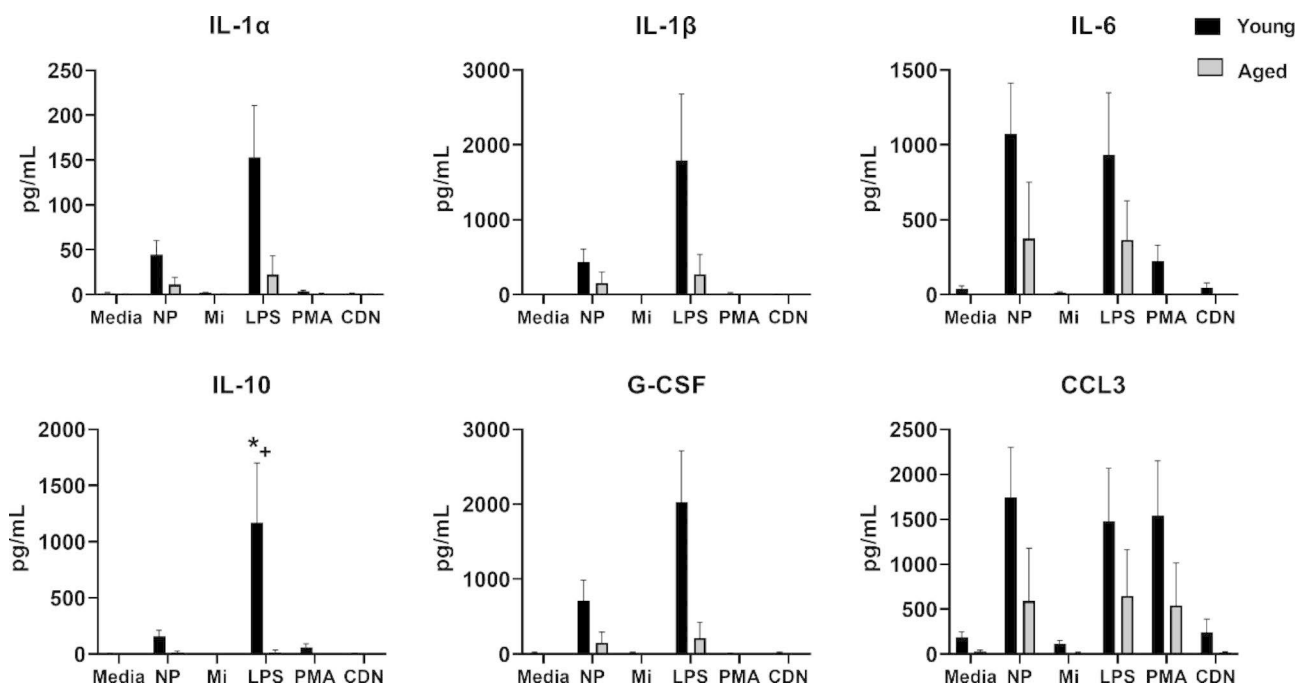 IL-1α
IL-1β
IL-6
Young
Aged
250
200
150
100
50
0
pg/mL
Media NP Mi LPS PMA CDN
3000
2000
1000
0
pg/mL
Media NP Mi LPS PMA CDN
1500
1000
500
0
pg/mL
Media NP Mi LPS PMA CDN
IL-10
G-CSF
CCL3
2000
1500
1000
500
0
pg/mL
*+
Media NP Mi LPS PMA CDN
3000
2000
1000
0
pg/mL
Media NP Mi LPS PMA CDN
2500
2000
1500
1000
500
0
pg/mL
Media NP Mi LPS PMA CDN